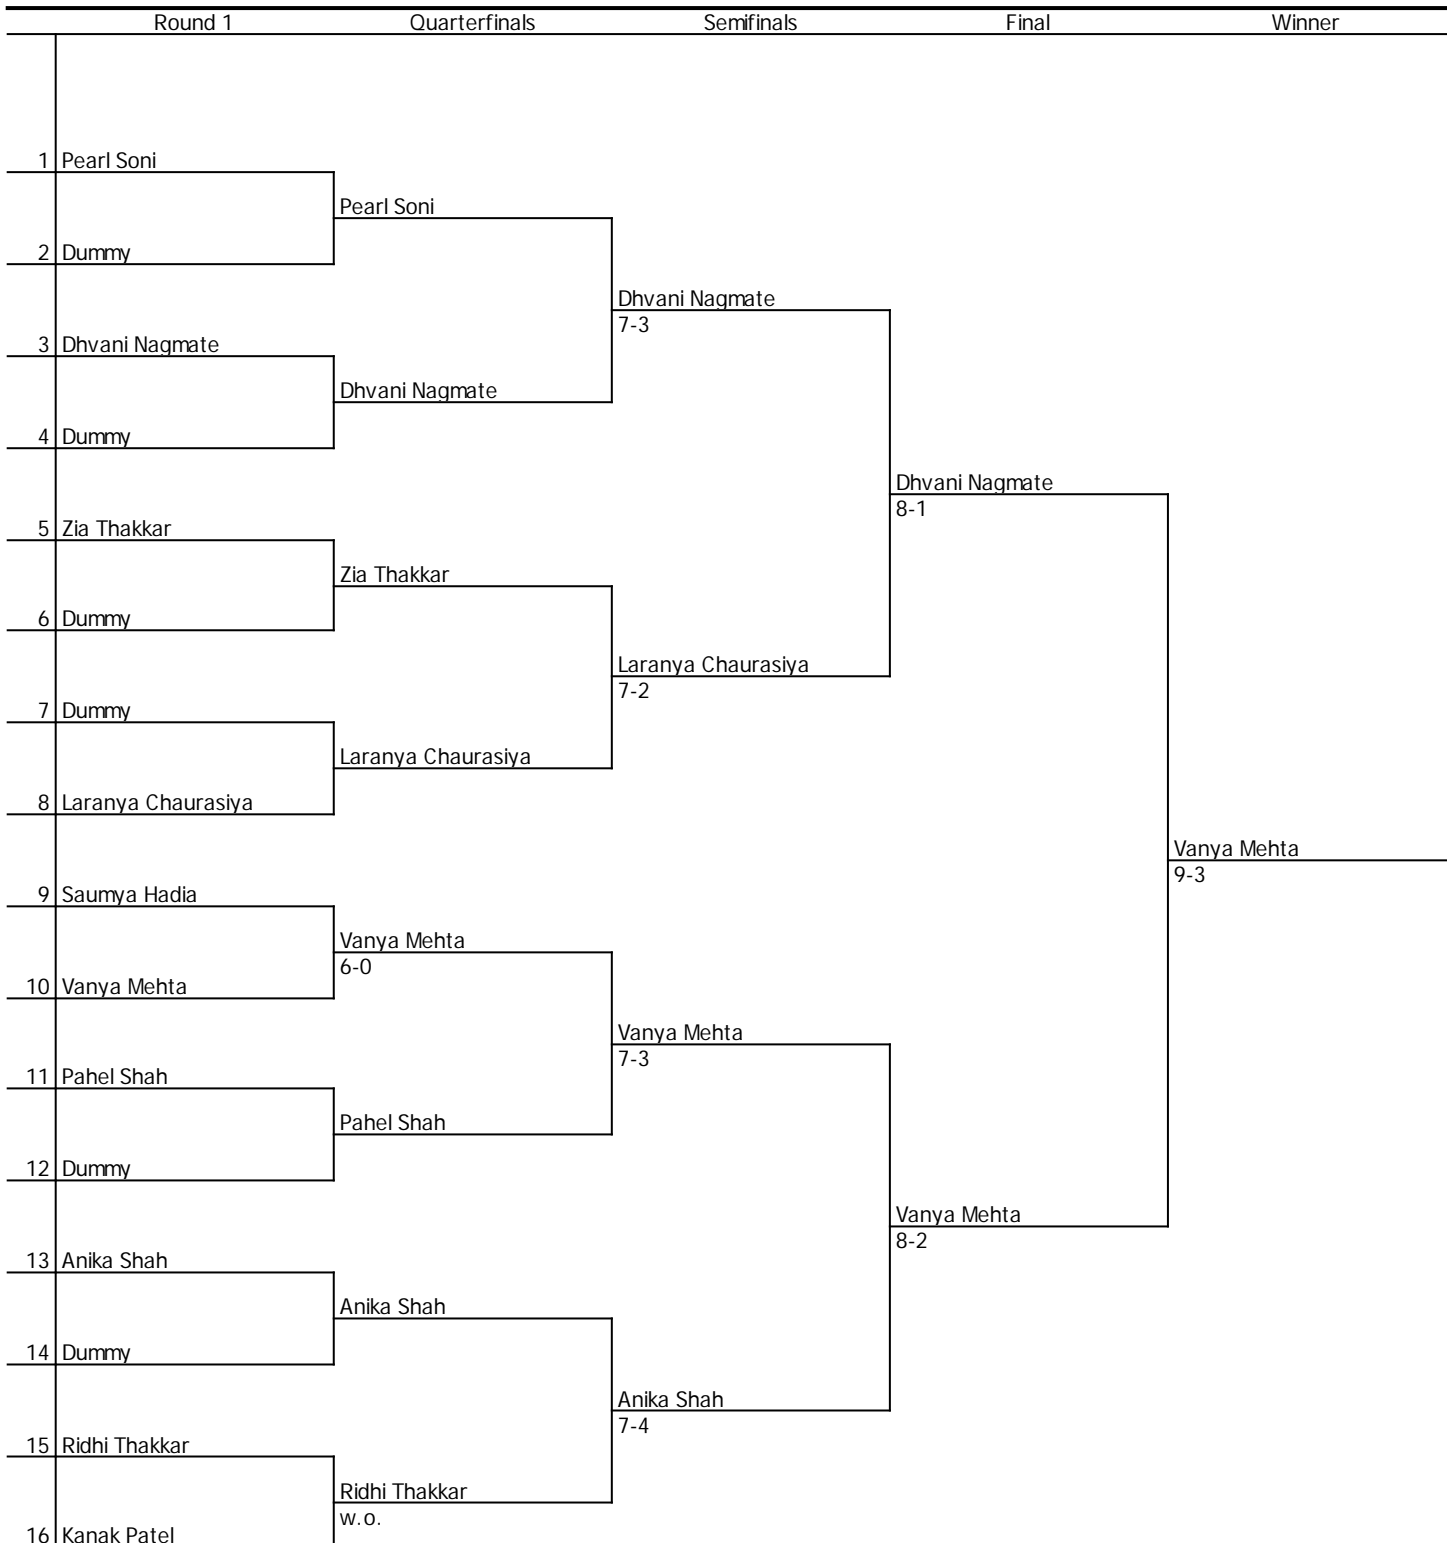 Round 1 Quarterfinals Semifinals Final Winner
1 Pearl Soni
Pearl Soni
2 Dummy
Dhvani Nagmate
7-3
3 Dhvani Nagmate
Dhvani Nagmate
4 Dummy
Dhvani Nagmate
8-1
5 Zia Thakkar
Zia Thakkar
6 Dummy
Laranya Chaurasiya
7-2
7 Dummy
Laranya Chaurasiya
8 Laranya Chaurasiya
Vanya Mehta
9-3
9 Saumya Hadia
Vanya Mehta
6-0
10 Vanya Mehta
Vanya Mehta
7-3
11 Pahel Shah
Pahel Shah
12 Dummy
Vanya Mehta
8-2
13 Anika Shah
Anika Shah
14 Dummy
Anika Shah
7-4
15 Ridhi Thakkar
Ridhi Thakkar
w.o.
16 Kanak Patel